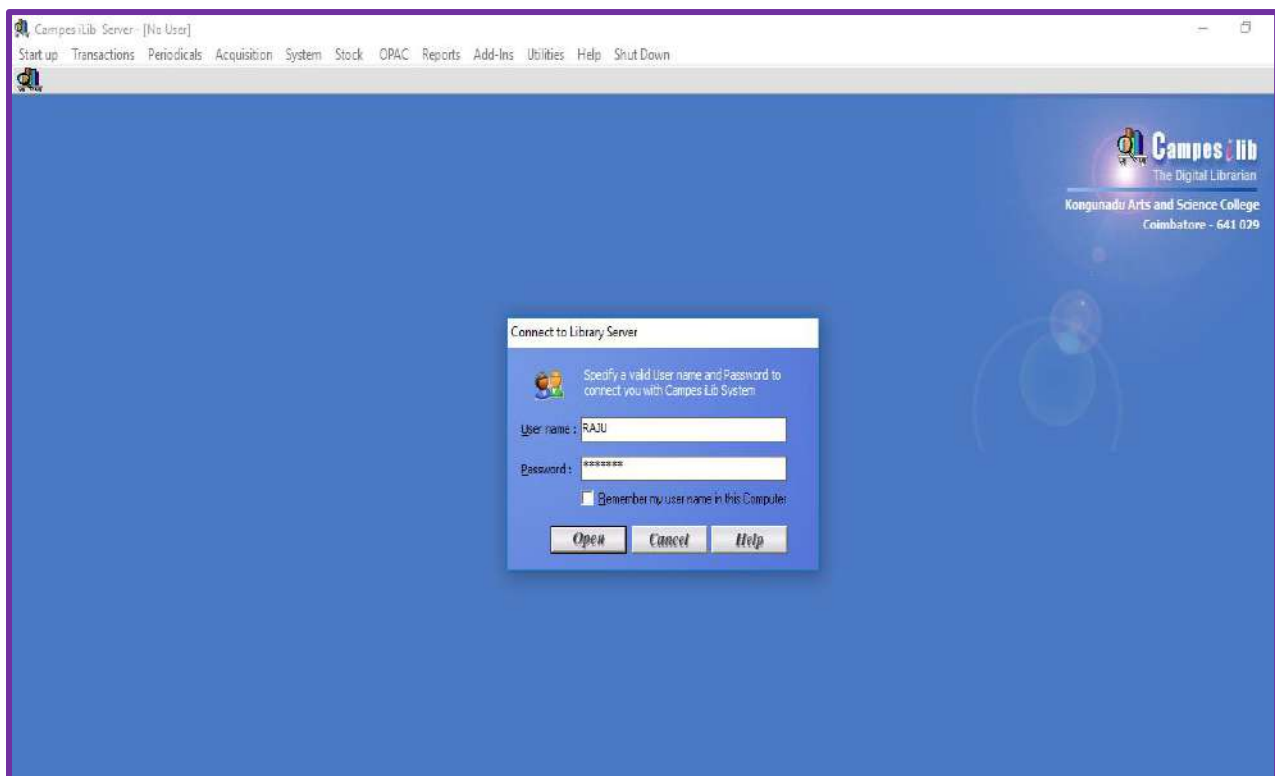 Campes iLib Server - [No User]
Start up Transactions Periodicals Acquisition System Stock OPAC Reports Add-Ins Utilities Help Shut Down
Campes ilib
The Digital Librarian
Kongunadu Arts and Science College
Coimbatore - 641 029
Connect to Library Server
Specify a valid User name and Password to
connect you with Campes iLib System
User name : RAJU
Password : *******
Remember my user name in this Computer
Open Cancel Help